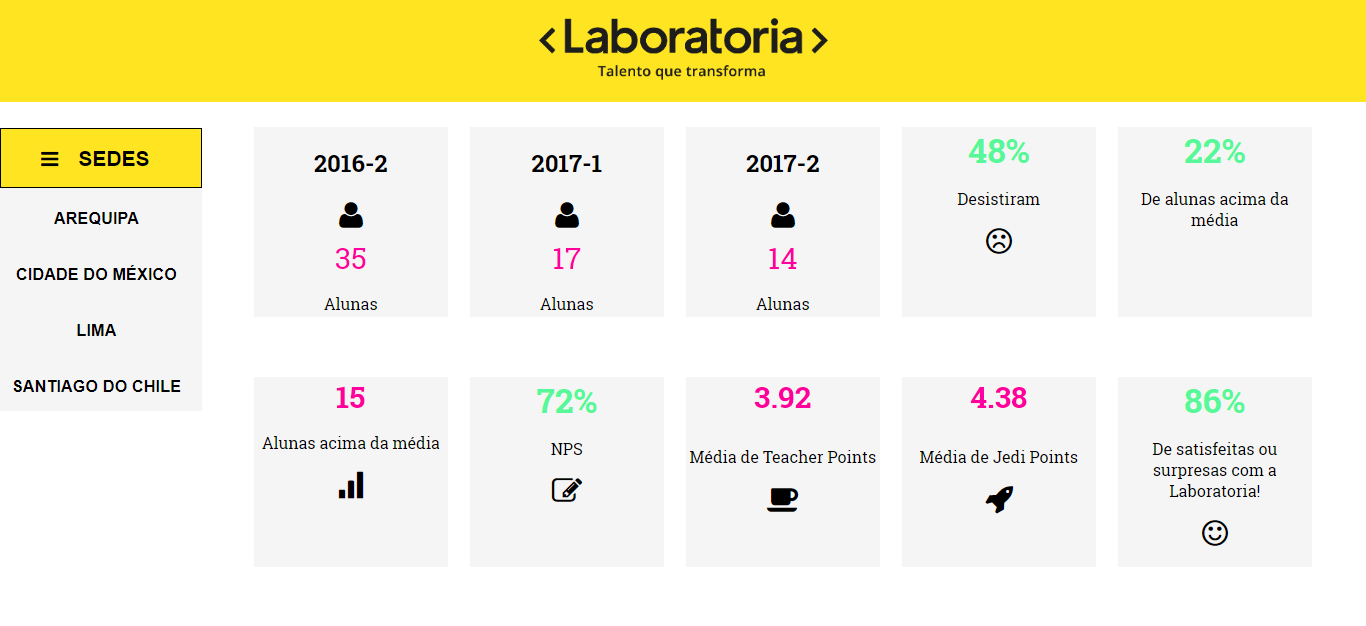 <Laboratoria>
Talento que transforma
SEDES
AREQUIPA
CIDADE DO MÉXICO
LIMA
SANTIAGO DO CHILE
2016-2
35
Alunas
2017-1
17
Alunas
2017-2
14
Alunas
48%
Desistiram
22%
De alunas acima da
média
15
Alunas acima da média
72%
NPS
3.92
Média de Teacher Points
4.38
Média de Jedi Points
86%
De satisfeitas ou
surpresas com a
Laboratoria!